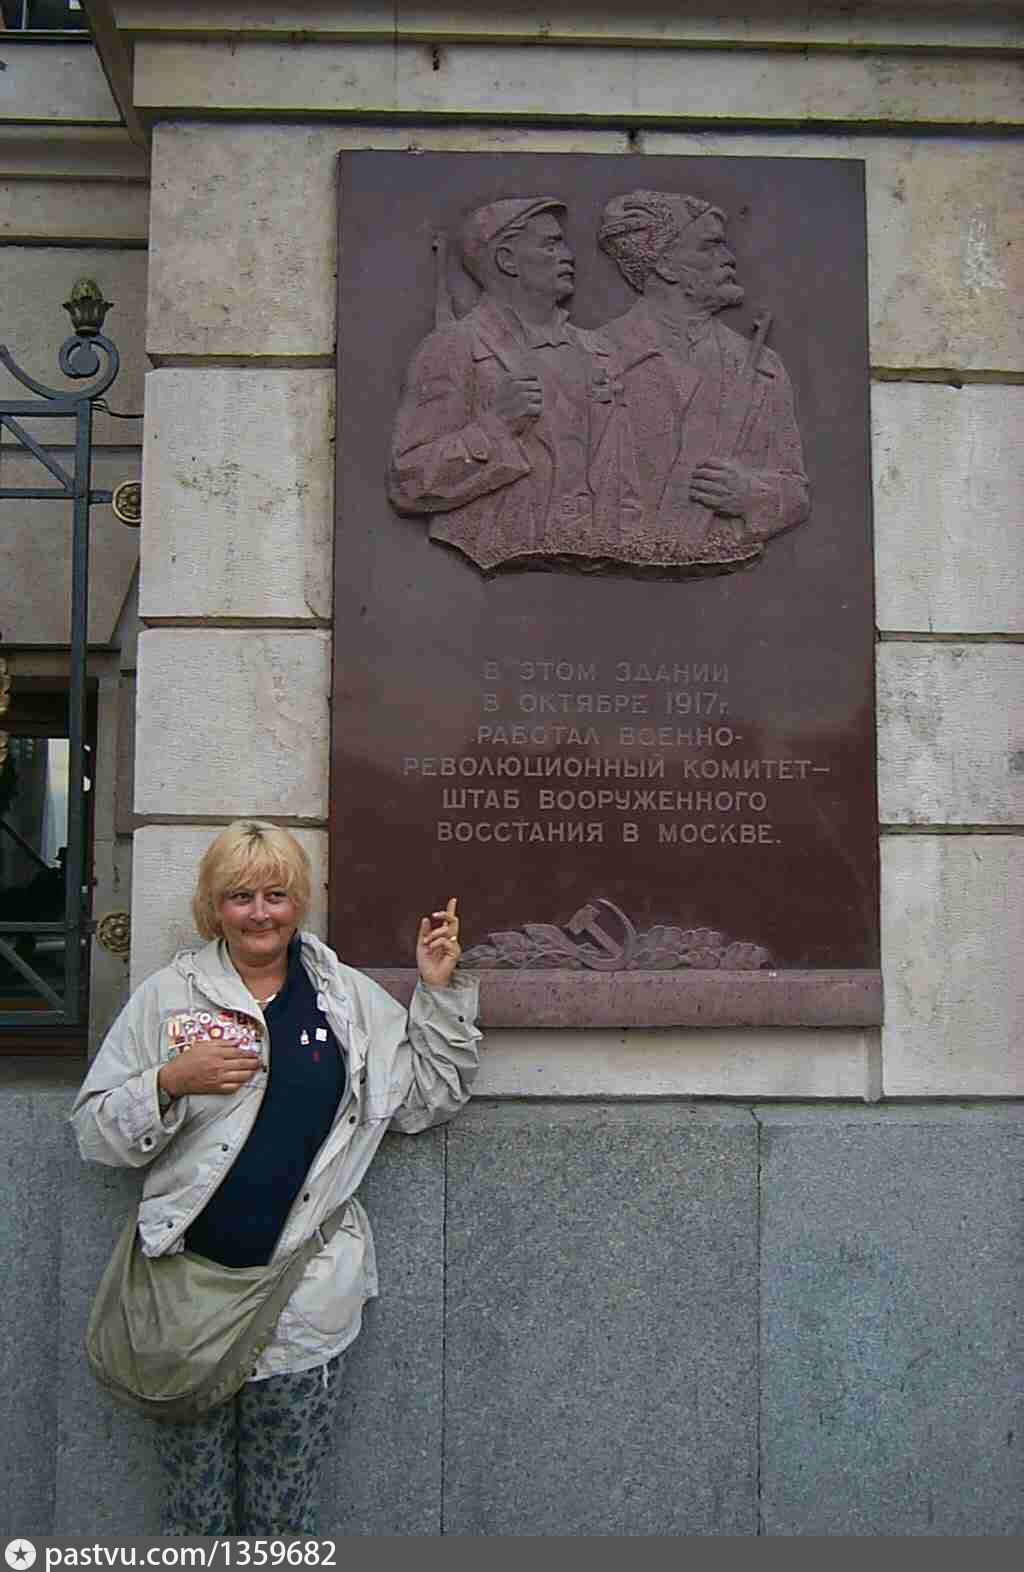 В ЭТОМ ЗДАНИИ
В ОКТЯБРЕ 1917г.
РАБОТАЛ ВОЕННО-
РЕВОЛЮЦИОННЫЙ КОМИТЕТ—
ШТАБ ВООРУЖЕННОГО
ВОССТАНИЯ В МОСКВЕ.
pastvu.com/1359682